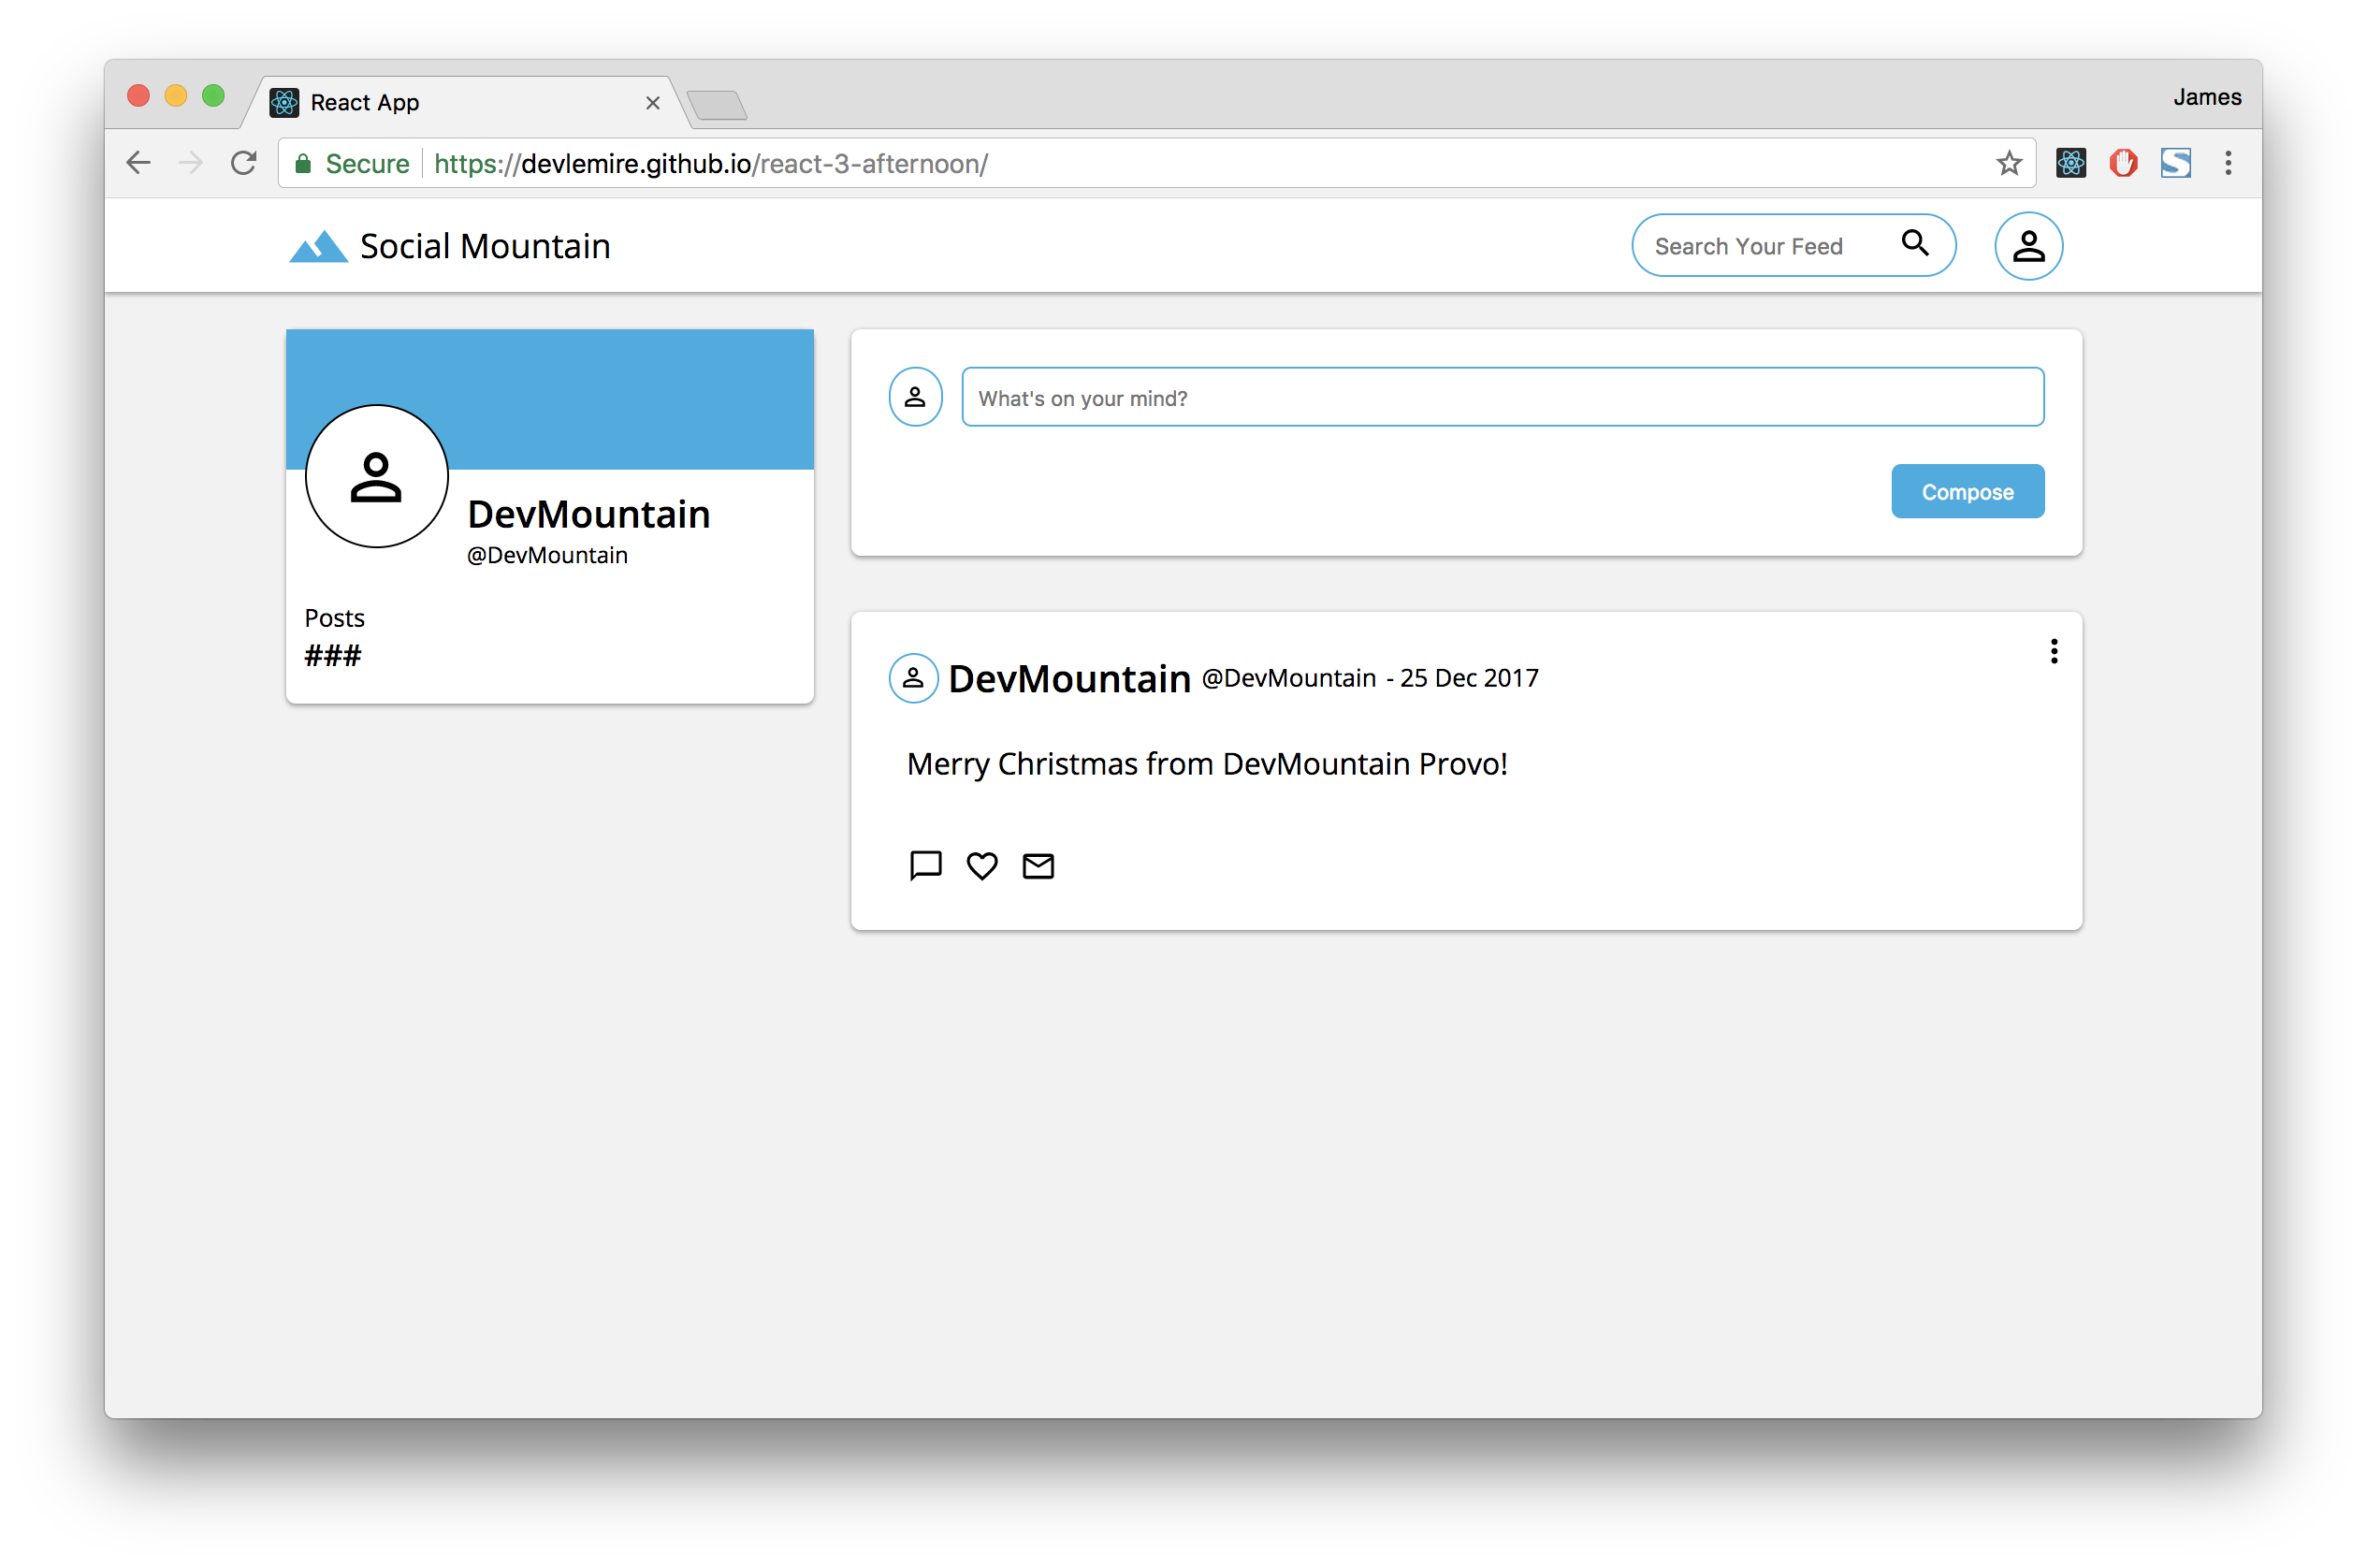 React App
James
Secure https://devlemire.github.io/react-3-afternoon/
Social Mountain
Search Your Feed
DevMountain
@DevMountain
Posts
###
What's on your mind?
Compose
DevMountain @DevMountain - 25 Dec 2017
Merry Christmas from DevMountain Provo!